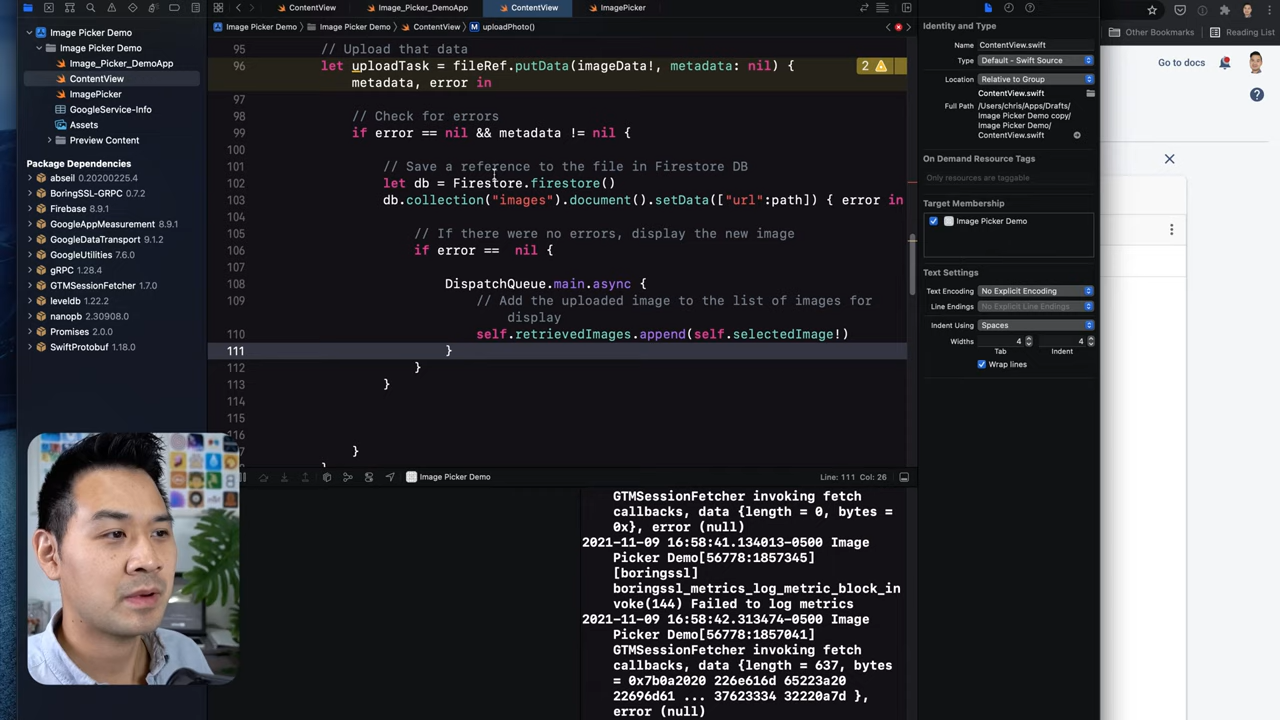 ContentView
Image_Picker_DemoApp
ContentView
ImagePicker
Image Picker Demo
Image Picker Demo
Image_Picker_DemoApp
ContentView
ImagePicker
GoogleService-Info
Assets
Preview Content
Package Dependencies
abseil 0.20200225.4
BoringSSL-GRPC 0.7.2
Firebase 8.9.1
GoogleAppMeasurement 8.9.1
GoogleDataTransport 9.1.2
GoogleUtilities 7.6.0
gRPC 1.28.4
GTMSessionFetcher 1.7.0
leveldb 1.22.2
nanopb 2.30908.0
Promises 2.0.0
SwiftProtobuf 1.18.0
Image Picker Demo
Image Picker Demo
ContentView
M uploadPhoto()
95 // Upload that data
96 let uploadTask = fileRef.putData(imageData!, metadata: nil) { 2
metadata, error in
97
98 // Check for errors
99 if error == nil && metadata != nil {
100
101 // Save a reference to the file in Firestore DB
102 let db = Firestore.firestore()
103 db.collection("images").document().setData(["url":path]) { error in
104
105 // If there were no errors, display the new image
106 if error ==  nil {
107
108 DispatchQueue.main.async {
109 // Add the uploaded image to the list of images for
display
110 self.retrievedImages.append(self.selectedImage!)
111 }
112 }
113 }
114
115
116
}
Image Picker Demo
Line: 111 Col: 26
GTMSessionFetcher invoking fetch
callbacks, data {length = 0, bytes =
0x}, error (null)
2021-11-09 16:58:41.134013-0500 Image
Picker Demo[56778:1857345]
[boringssl]
boringssl_metrics_log_metric_block_in
voke(144) Failed to log metrics
2021-11-09 16:58:42.313474-0500 Image
Picker Demo[56778:1857041]
GTMSessionFetcher invoking fetch
callbacks, data {length = 637, bytes
= 0x7b0a2020 226e616d 65223a20
22696d61 ... 37623334 32220a7d },
error (null)
Identity and Type
Name ContentView.swift
Type Default - Swift Source
Location Relative to Group
ContentView.swift
Full Path /Users/chris/Apps/Drafts/
Image Picker Demo copy/
Image Picker Demo/
ContentView.swift
On Demand Resource Tags
Only resources are taggable
Target Membership
Image Picker Demo
Text Settings
Text Encoding No Explicit Encoding
Line Endings No Explicit Line Endings
Indent Using Spaces
Widths 4 4
Tab Indent
Wrap lines
Other Bookmarks
Reading List
Go to docs